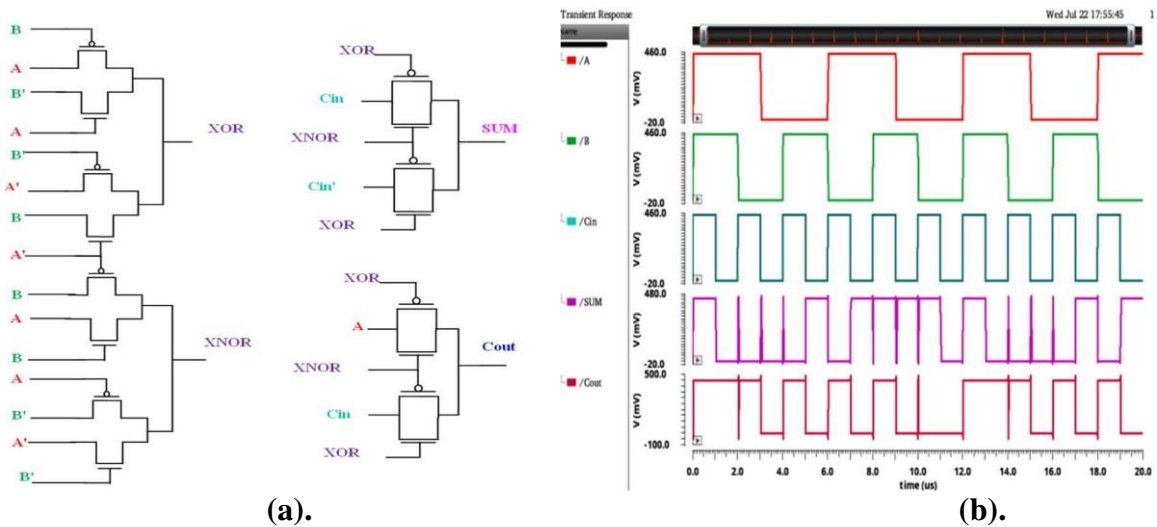 B
A
B'
A
XOR
B'
A'
B
A'
B
A
B
XNOR
A
B'
A'
B'
XOR
Cin
SUM
XNOR
Cin'
XOR
XOR
A
Cout
XNOR
Cin
XOR
(a).
Transient Response Wed Jul 22 17:55:45 1
/A
460.0
V (mV)
-20.0
/B
460.0
V (mV)
-20.0
/Cin
460.0
V (mV)
-20.0
/SUM
480.0
V (mV)
-20.0
/Cout
500.0
V (mV)
-100.0
0.0 2.0 4.0 6.0 8.0 10.0 12.0 14.0 16.0 18.0 20.0
time (us)
(b).